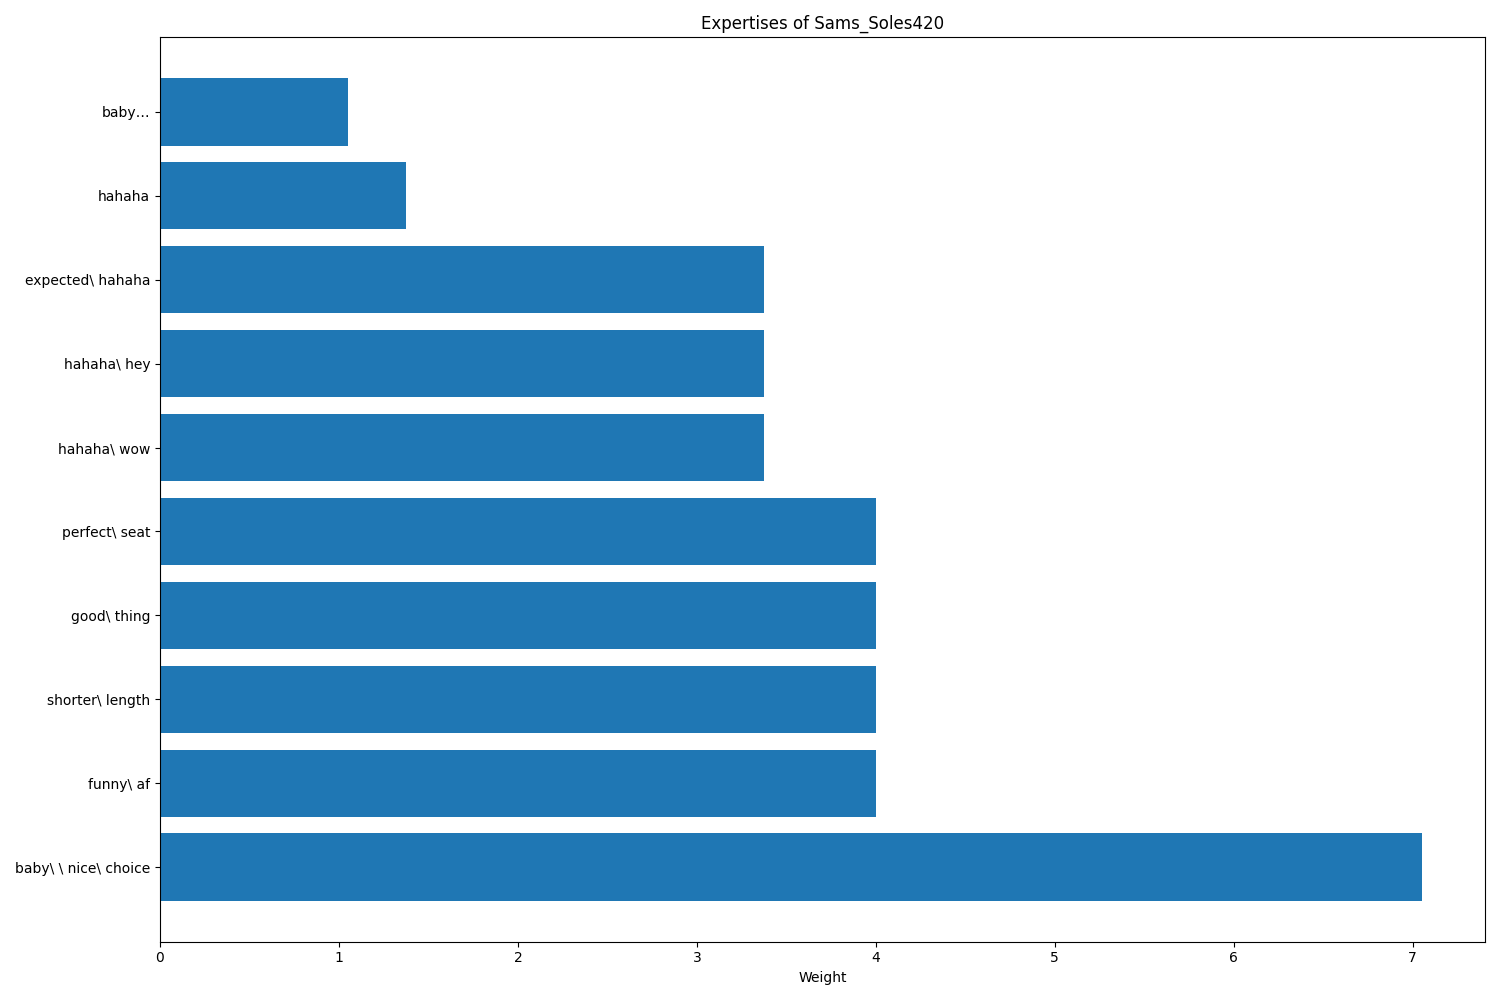 Expertises of Sams_Soles420
baby...
hahaha
expected\ hahaha
hahaha\ hey
hahaha\ wow
perfect\ seat
good\ thing
shorter\ length
funny\ af
baby\ \ nice\ choice
0 1 2 3 4 5 6 7
Weight